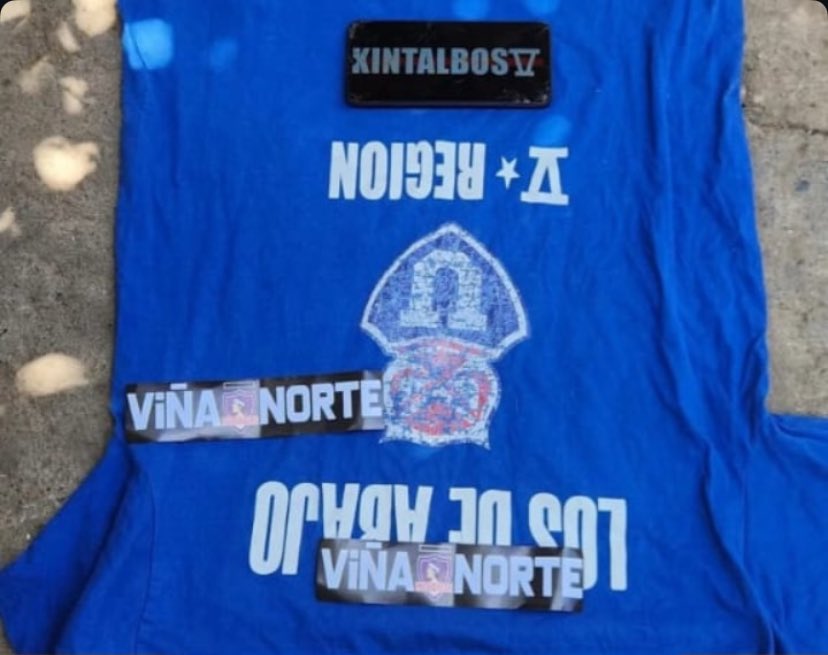 XINTALBOS V
V ★ REGION
VIÑA NORTE
LOS DE ABAJO
VIÑA NORTE